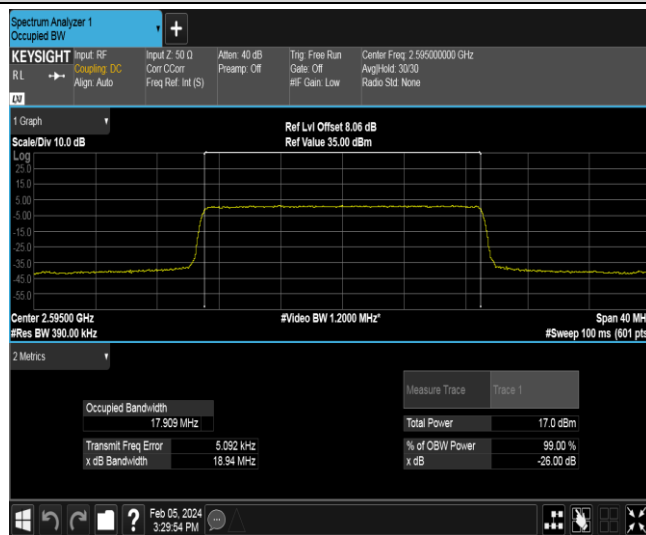 Spectrum Analyzer 1
Occupied BW
+
KEYSIGHT
RL
LXI
Input: RF
Coupling: DC
Align: Auto
Input Z: 50 Ω
Corr CCorr
Freq Ref: Int (S)
Atten: 40 dB
Preamp: Off
Trig: Free Run
Gate: Off
#IF Gain: Low
Center Freq: 2.595000000 GHz
Avg|Hold: 30/30
Radio Std: None
1 Graph
Scale/Div 10.0 dB
Ref Lvl Offset 8.06 dB
Ref Value 35.00 dBm
Log
25.0
15.0
5.00
-5.00
-15.0
-25.0
-35.0
-45.0
-55.0
Center 2.59500 GHz
#Video BW 1.2000 MHz*
Span 40 MH
#Res BW 390.00 kHz
#Sweep 100 ms (601 pts
2 Metrics
Measure Trace Trace 1
Occupied Bandwidth
17.909 MHz
Total Power 17.0 dBm
Transmit Freq Error 5.092 kHz
% of OBW Power 99.00 %
x dB Bandwidth 18.94 MHz
x dB -26.00 dB
?
Feb 05, 2024
3:29:54 PM